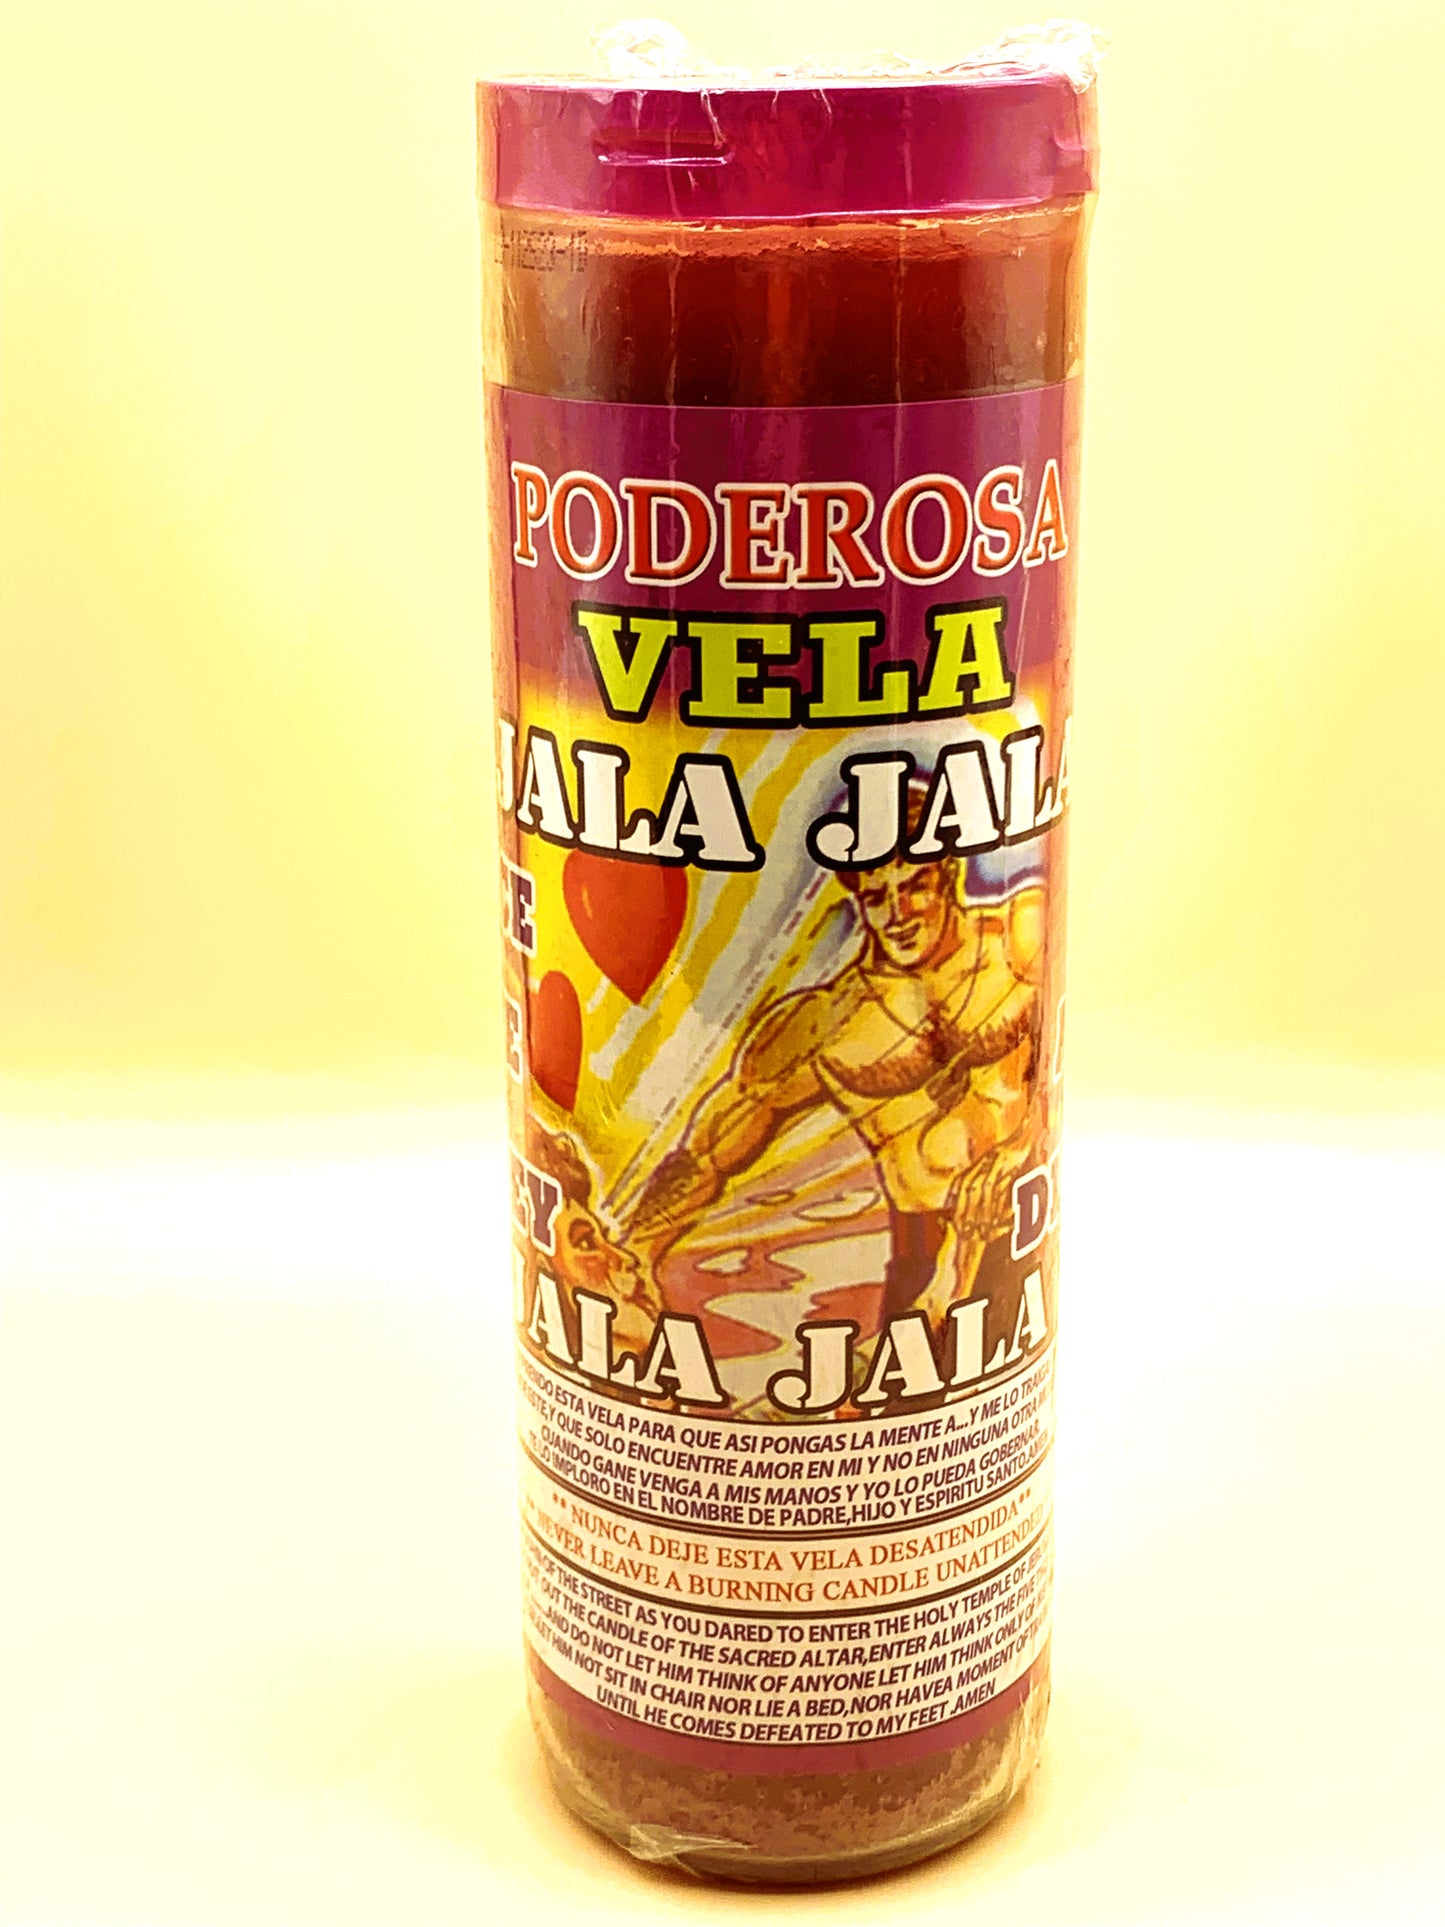 PODEROSA
VELA
JALA JALA
EY
JALA JALA
ESTA VELA PARA QUE ASI PONGAS LA MENTE A...Y ME LO TRAIGA
ESTE,Y QUE SOLO ENCUENTRE AMOR EN MI Y NO EN NINGUNA OTRA
CUANDO GANE VENGA A MIS MANOS Y YO LO PUEDA GOBERNAR.
TE LO IMPLORO EN EL NOMBRE DE PADRE,HIJO Y ESPIRITU SANTO.AMEN
** NUNCA DEJE ESTA VELA DESATENDIDA**
** NEVER LEAVE A BURNING CANDLE UNATTENDED
OF THE STREET AS YOU DARED TO ENTER THE HOLY TEMPLE OF
OUT THE CANDLE OF THE SACRED ALTAR,ENTER ALWAYS THE FIVE
...AND DO NOT LET HIM THINK OF ANYONE LET HIM THINK ONLY OF ME
LET HIM NOT SIT IN CHAIR NOR LIE A BED,NOR HAVEA MOMENT OF
UNTIL HE COMES DEFEATED TO MY FEET .AMEN